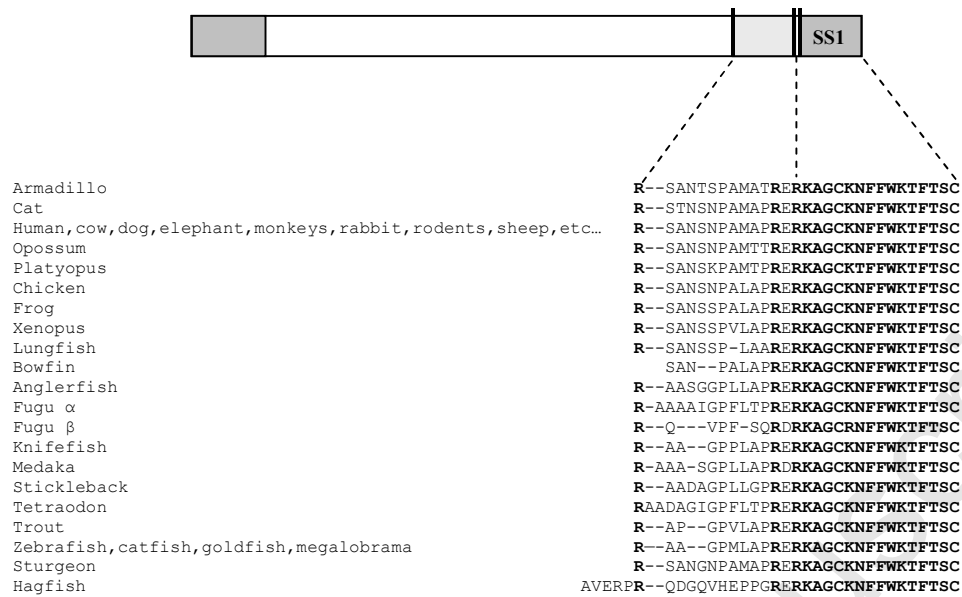 SS1
Armadillo R--SANTSPAMATRERKAGCKNFFWKTFTSC
Cat R--STNSNPAMAPRERKAGCKNFFWKTFTSC
Human,cow,dog,elephant,monkeys,rabbit,rodents,sheep,etc… R--SANSNPAMAPRERKAGCKNFFWKTFTSC
Opossum R--SANSNPAMTTRERKAGCKNFFWKTFTSC
Platyopus R--SANSKPAMTPRERKAGCKTFFWKTFTSC
Chicken R--SANSNPALAPRERKAGCKNFFWKTFTSC
Frog R--SANSSPALAPRERKAGCKNFFWKTFTSC
Xenopus R--SANSSPVLAPRERKAGCKNFFWKTFTSC
Lungfish R--SANSSP-LAARERKAGCKNFFWKTFTSC
Bowfin SAN--PALAPRERKAGCKNFFWKTFTSC
Anglerfish R--AASGGPLLAPRERKAGCKNFFWKTFTSC
Fugu α R-AAAAIGPFLTPRERKAGCKNFFWKTFTSC
Fugu β R--Q---VPF-SQRDRKAGCRNFFWKTFTSC
Knifefish R--AA--GPPLAPRERKAGCKNFFWKTFTSC
Medaka R-AAA-SGPLLAPRDRKAGCKNFFWKTFTSC
Stickleback R--AADAGPLLGPRERKAGCKNFFWKTFTSC
Tetraodon RAADAGIGPFLTPRERKAGCKNFFWKTFTSC
Trout R--AP--GPVLAPRERKAGCKNFFWKTFTSC
Zebrafish,catfish,goldfish,megalobrama R--AA--GPMLAPRERKAGCKNFFWKTFTSC
Sturgeon R--SANGNPAMAPRERKAGCKNFFWKTFTSC
Hagfish AVERPR--QDGQVHEPPGRERKAGCKNFFWKTFTSC